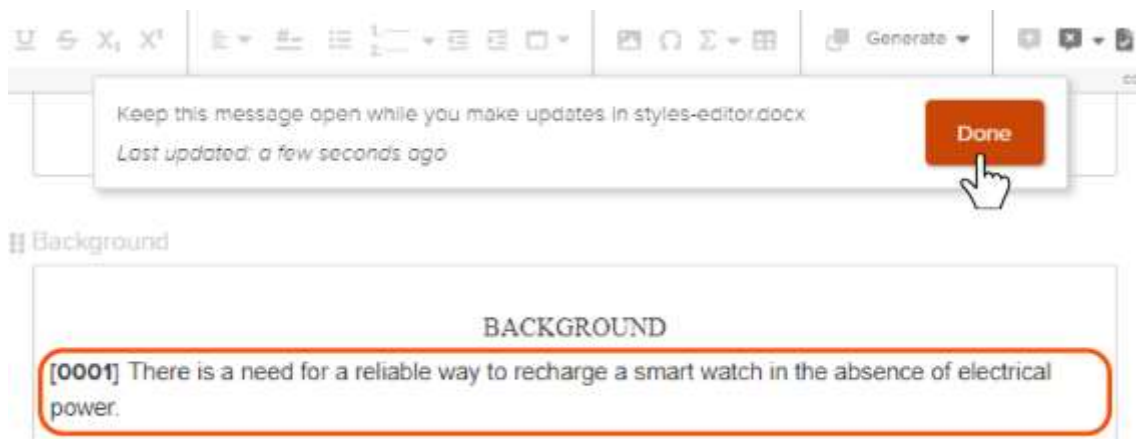 U S X₁ X¹ Generate
Keep this message open while you make updates in styles-editor.docx
Last updated: a few seconds ago
Done
Background
BACKGROUND
[0001] There is a need for a reliable way to recharge a smart watch in the absence of electrical
power.